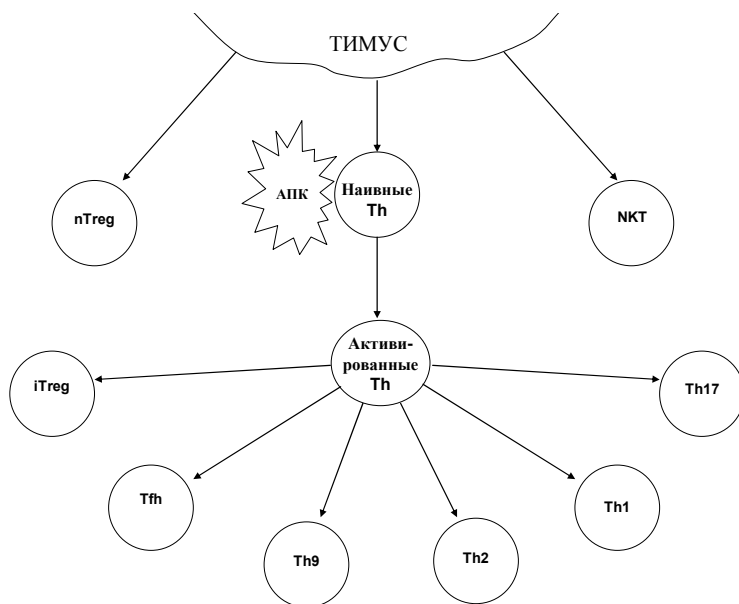 ТИМУС
АПК
Наивные
Th
nTreg
NKT
Активи-
рованные
Th
iTreg
Th17
Tfh
Th1
Th9
Th2